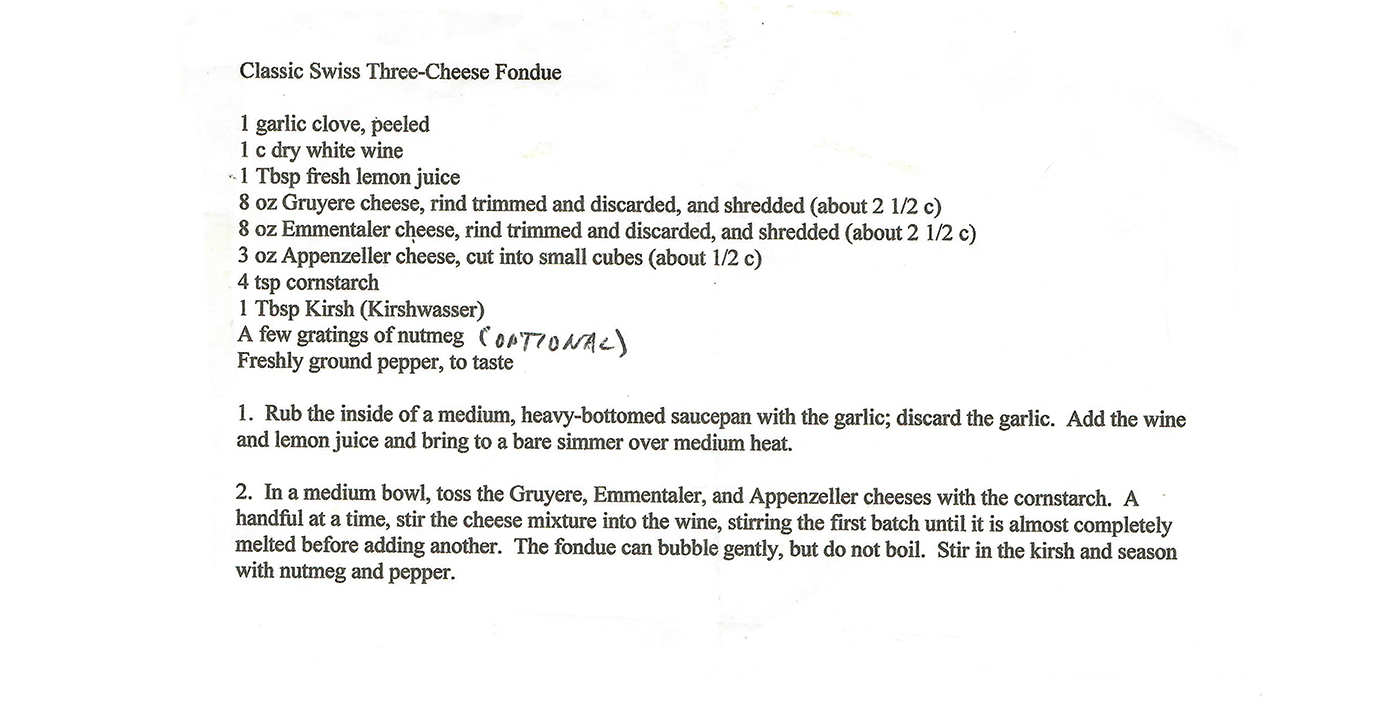 Classic Swiss Three-Cheese Fondue
1 garlic clove, peeled
1 c dry white wine
1 Tbsp fresh lemon juice
8 oz Gruyere cheese, rind trimmed and discarded, and shredded (about 2 1/2 c)
8 oz Emmentaler cheese, rind trimmed and discarded, and shredded (about 2 1/2 c)
3 oz Appenzeller cheese, cut into small cubes (about 1/2 c)
4 tsp cornstarch
1 Tbsp Kirsh (Kirshwasser)
A few gratings of nutmeg (OPTIONAL)
Freshly ground pepper, to taste
1. Rub the inside of a medium, heavy-bottomed saucepan with the garlic; discard the garlic. Add the wine
and lemon juice and bring to a bare simmer over medium heat.
2. In a medium bowl, toss the Gruyere, Emmentaler, and Appenzeller cheeses with the cornstarch. A
handful at a time, stir the cheese mixture into the wine, stirring the first batch until it is almost completely
melted before adding another. The fondue can bubble gently, but do not boil. Stir in the kirsh and season
with nutmeg and pepper.